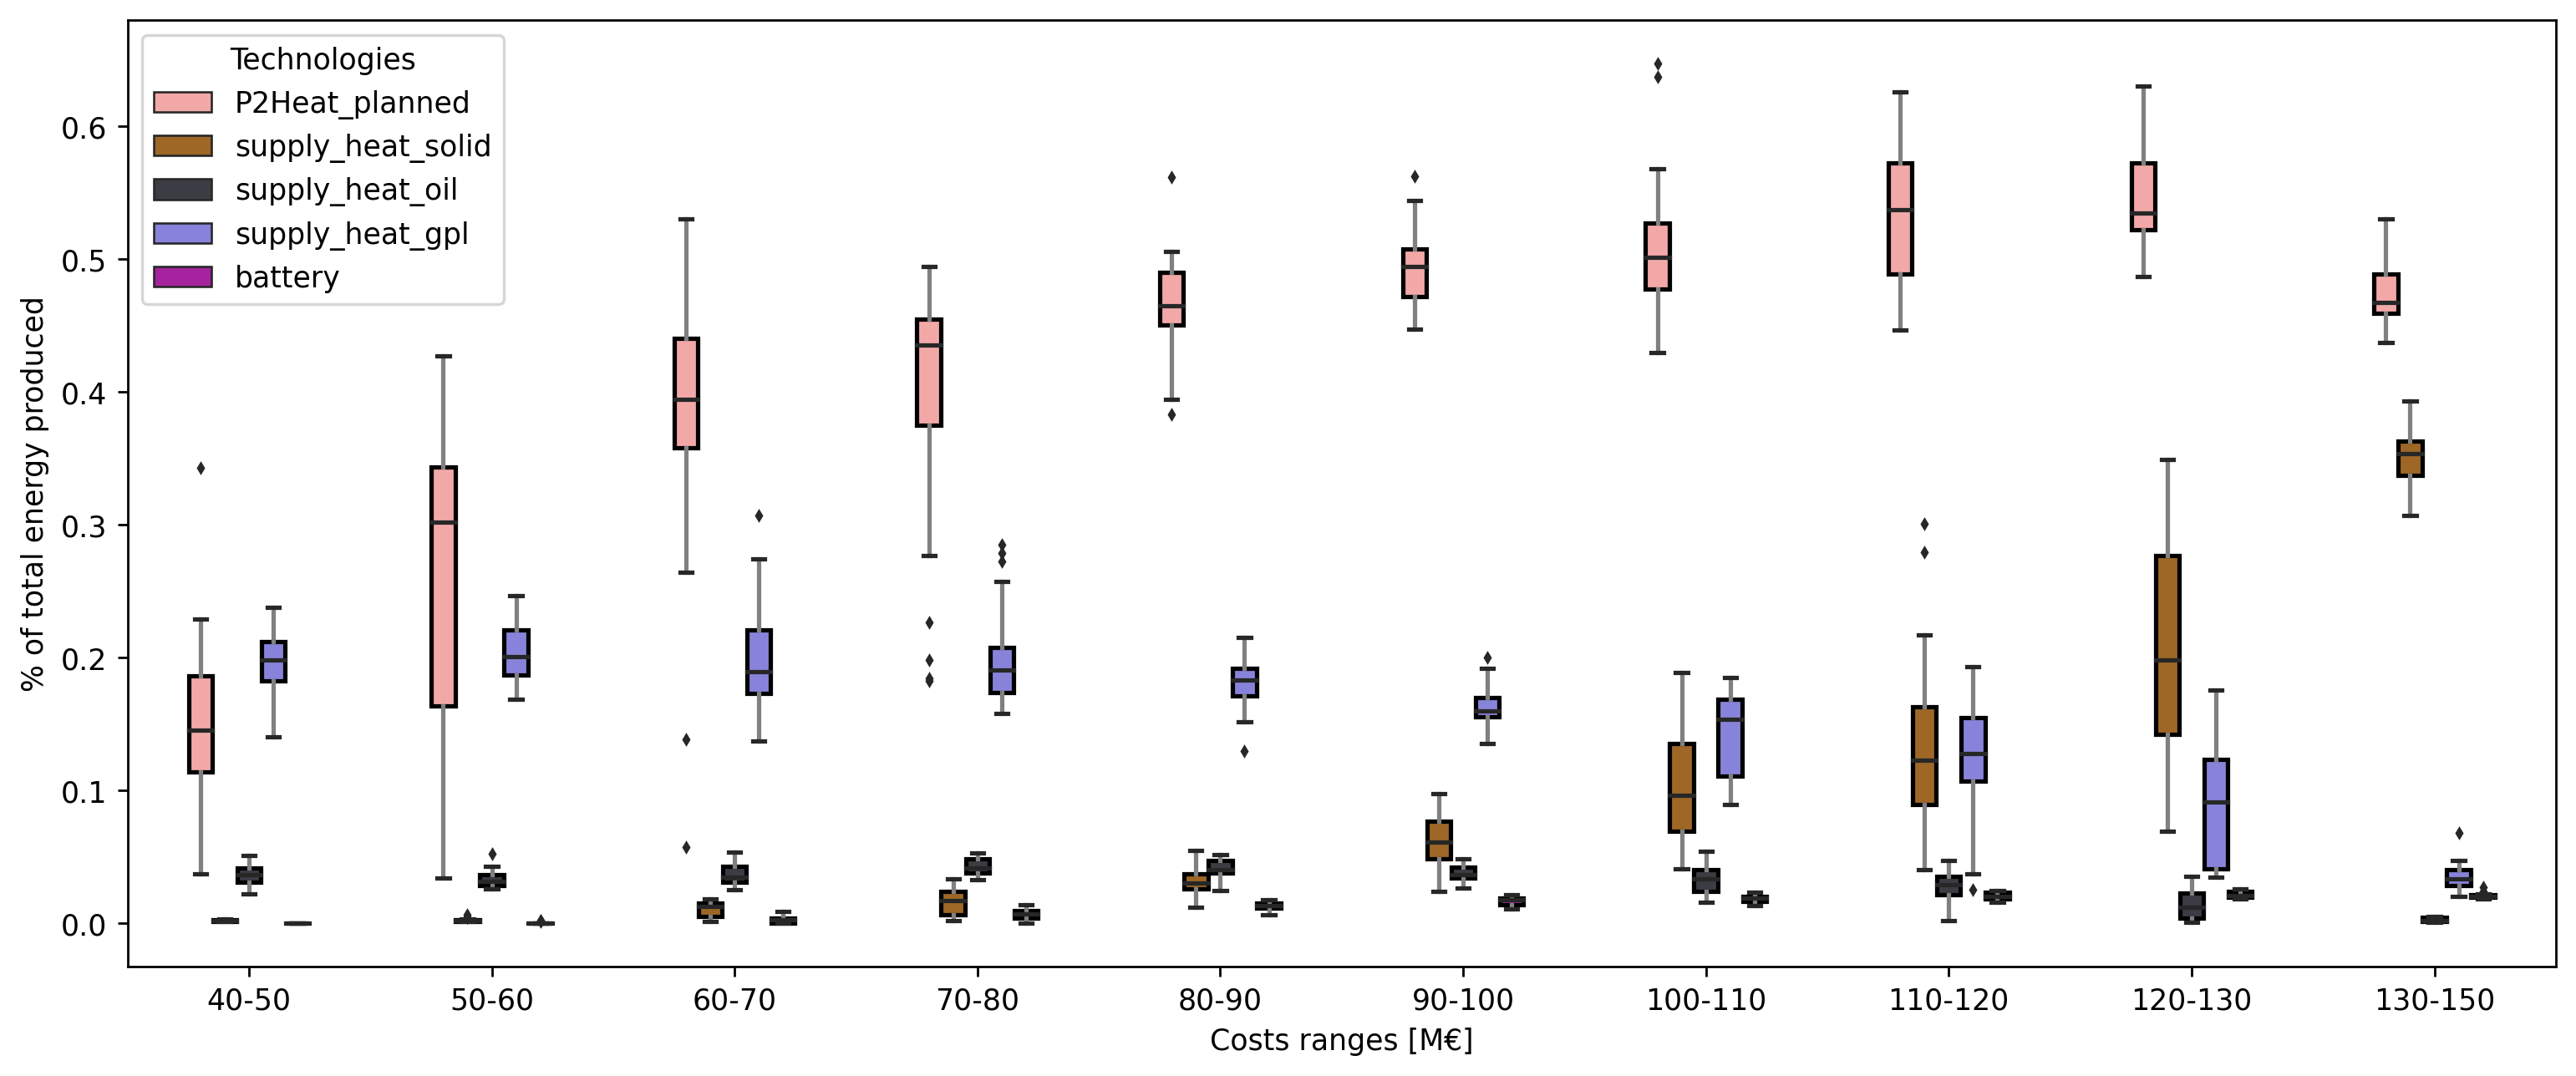 Technologies
P2Heat_planned
supply_heat_solid
supply_heat_oil
supply_heat_gpl
battery
% of total energy produced
0.6
0.5
0.4
0.3
0.2
0.1
0.0
40-50 50-60 60-70 70-80 80-90 90-100 100-110 110-120 120-130 130-150
Costs ranges [M€]